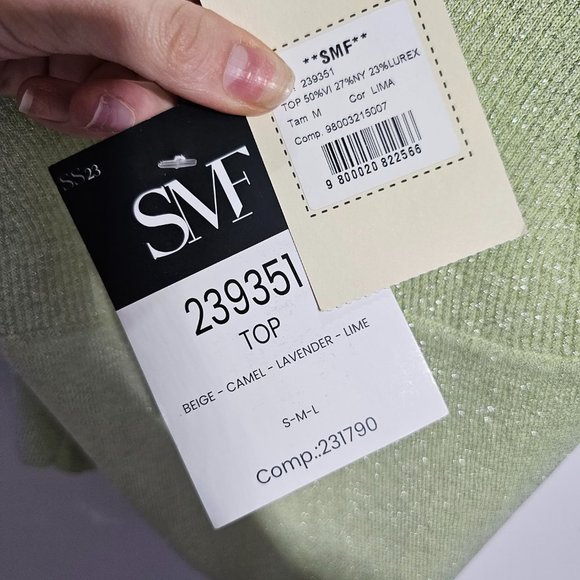 **SMF**
239351
TOP 50%VI 27%NY 23%LUREX
Tam M Cor LIMA
Comp. 98003215007
9 800020 822566
SS23
SMF
239351
TOP
BEIGE - CAMEL - LAVENDER - LIME
S-M-L
Comp.:231790